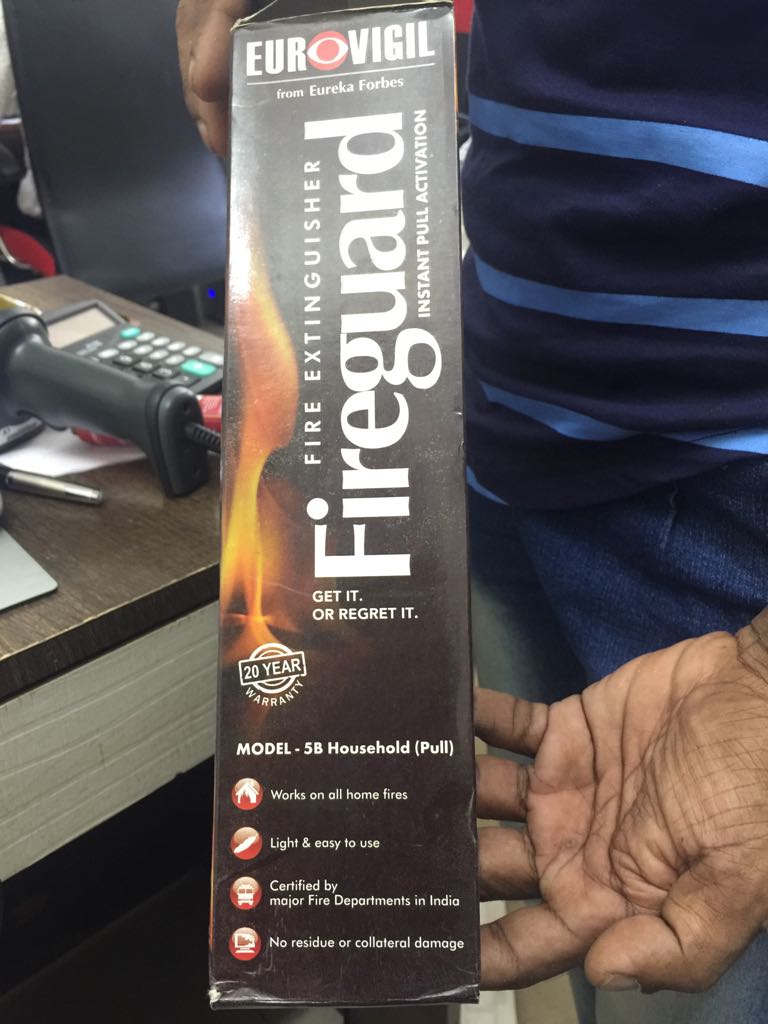 EUROVIGIL
from Eureka Forbes
FIRE EXTINGUISHER
Fireguard
INSTANT PULL ACTIVATION
GET IT.
OR REGRET IT.
20 YEAR
WARRANTY
MODEL - 5B Household (Pull)
Works on all home fires
Light & easy to use
Certified by
major Fire Departments in India
No residue or collateral damage